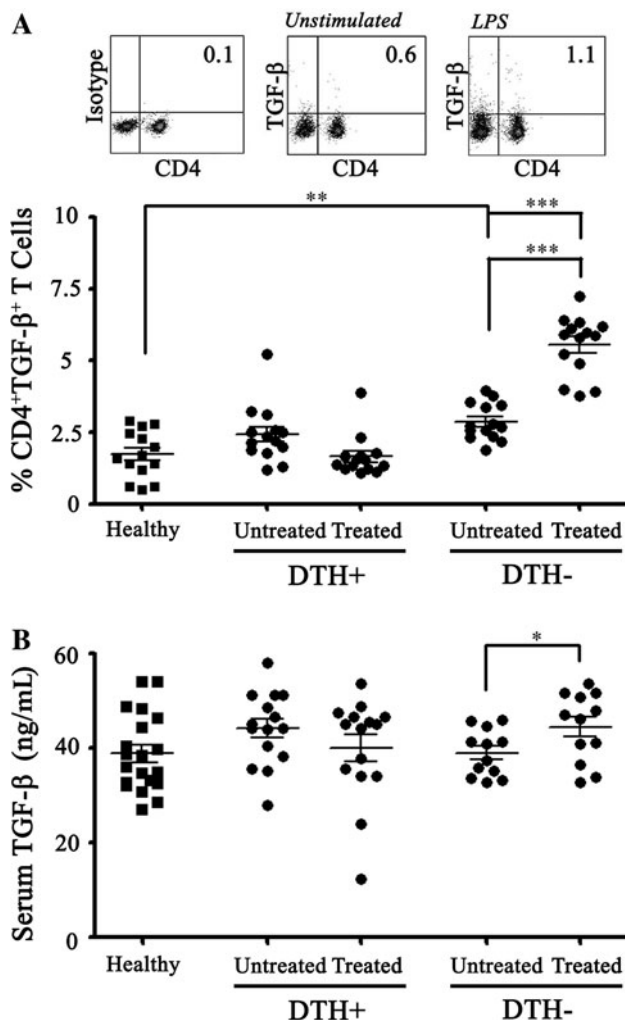 A
Unstimulated LPS
Isotype 0.1 CD4
TGF-β 0.6 CD4
TGF-β 1.1 CD4
% CD4⁺TGF-β⁺ T Cells
10
7.5
5
2.5
0
** ***
***
Healthy Untreated Treated Untreated Treated
DTH+ DTH-
B
Serum TGF-β (ng/mL)
60
40
20
0
*
Healthy Untreated Treated Untreated Treated
DTH+ DTH-